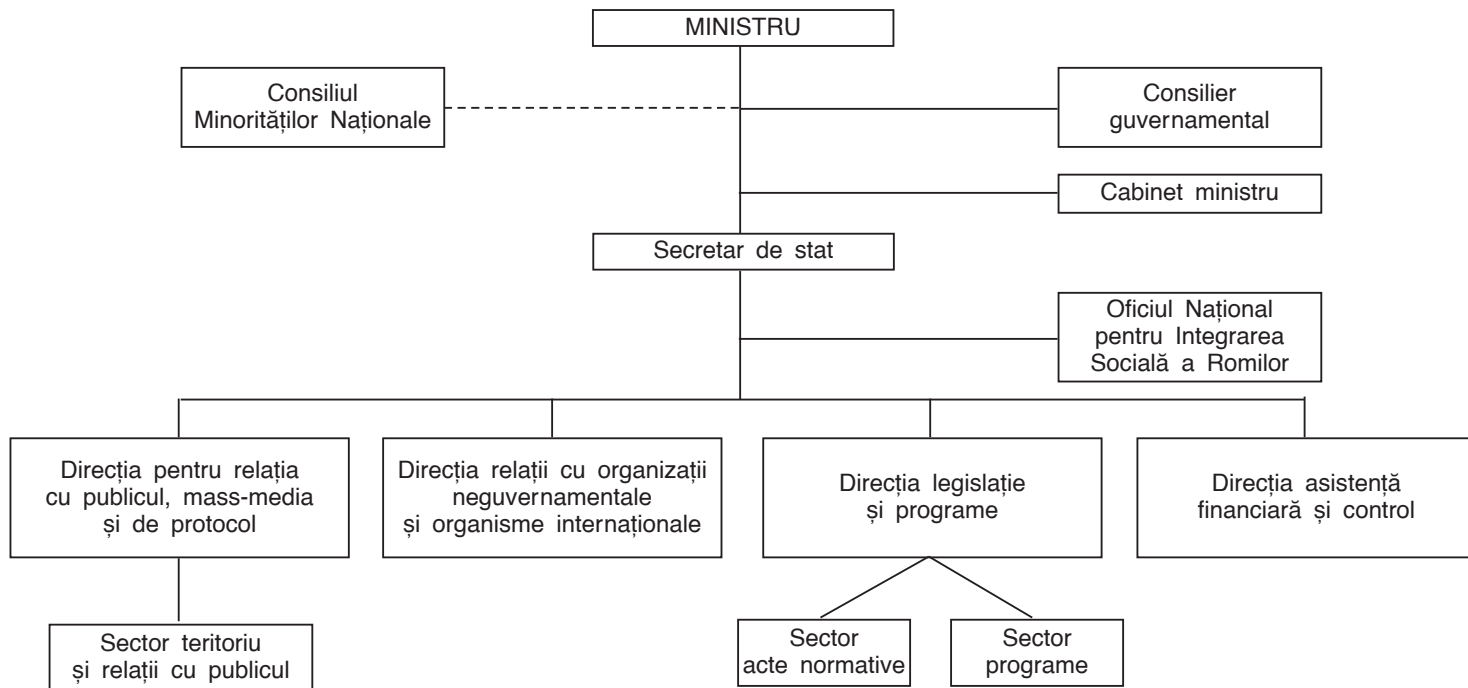 MINISTRU
Consiliul
Minorităților Naționale
Consilier
guvernamental
Cabinet ministru
Secretar de stat
Oficiul Național
pentru Integrarea
Socială a Romilor
Direcția pentru relația
cu publicul, mass-media
și de protocol
Direcția relații cu organizații
neguvernamentale
și organisme internaționale
Direcția legislație
și programe
Direcția asistență
financiară și control
Sector teritoriu
și relații cu publicul
Sector
acte normative
Sector
programe